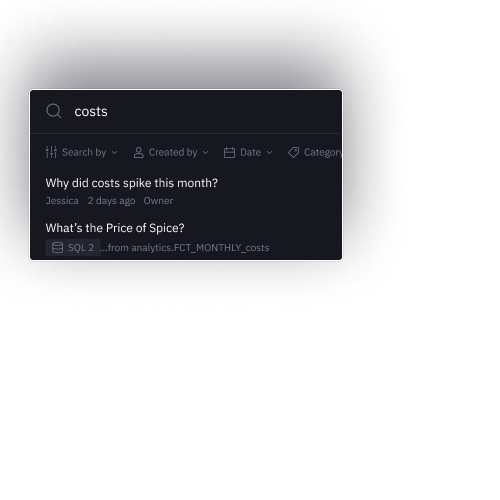 costs
Search by Created by Date Category
Why did costs spike this month?
Jessica 2 days ago Owner
What's the Price of Spice?
SQL 2 ...from analytics.FCT_MONTHLY_costs